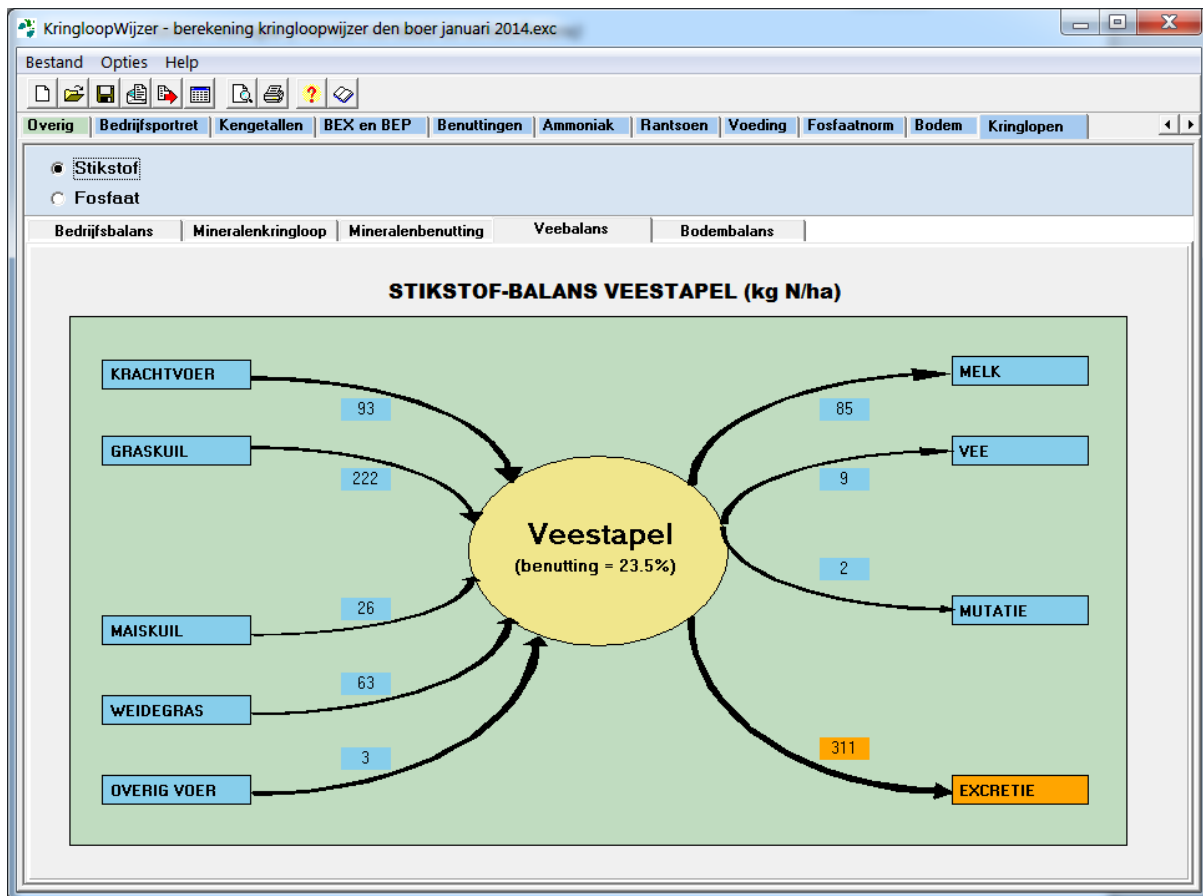 KringloopWijzer - berekening kringloopwijzer den boer januari 2014.exc
Bestand Opties Help
Overig Bedrijfsportret Kengetallen BEX en BEP Benuttingen Ammoniak Rantsoen Voeding Fosfaatnorm Bodem Kringlopen
Stikstof
Fosfaat
Bedrijfsbalans Mineralenkringloop Mineralenbenutting Veebalans Bodembalans
STIKSTOF-BALANS VEESTAPEL (kg N/ha)
KRACHTVOER
93
GRASKUIL
222
MAISKUIL
26
WEIDEGRAS
63
OVERIG VOER
3
Veestapel
(benutting = 23.5%)
MELK
85
VEE
9
MUTATIE
2
EXCRETIE
311